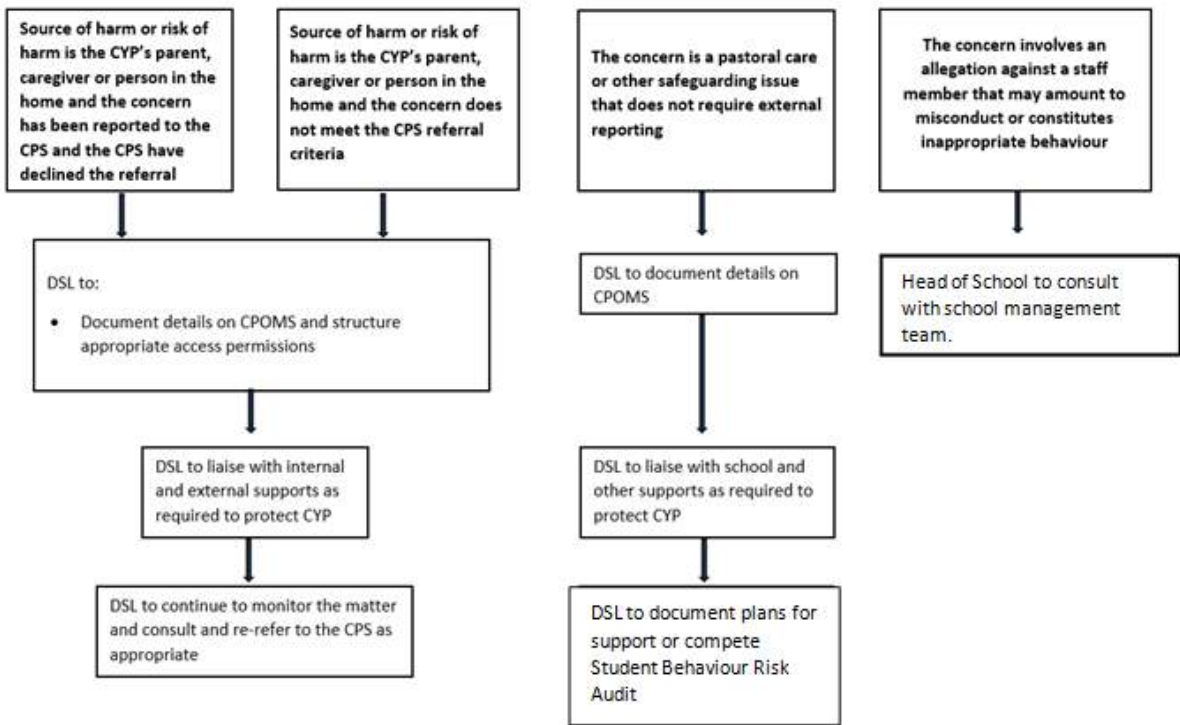 Source of harm or risk of
harm is the CYP's parent,
caregiver or person in the
home and the concern
has been reported to the
CPS and the CPS have
declined the referral
Source of harm or risk of
harm is the CYP's parent,
caregiver or person in the
home and the concern does
not meet the CPS referral
criteria
The concern is a pastoral care
or other safeguarding issue
that does not require external
reporting
The concern involves an
allegation against a staff
member that may amount to
misconduct or constitutes
inappropriate behaviour
DSL to:
• Document details on CPOMS and structure
appropriate access permissions
DSL to document details on
CPOMS
Head of School to consult
with school management
team.
DSL to liaise with internal
and external supports as
required to protect CYP
DSL to liaise with school and
other supports as required to
protect CYP
DSL to continue to monitor the matter
and consult and re-refer to the CPS as
appropriate
DSL to document plans for
support or compete
Student Behaviour Risk
Audit